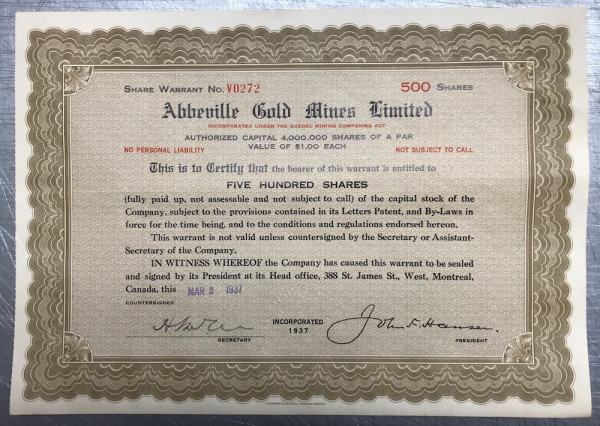 SHARE WARRANT NO. V0272 500 SHARES
Abbeville Gold Mines Limited
INCORPORATED UNDER THE QUEBEC MINING COMPANIES ACT
AUTHORIZED CAPITAL 4,000,000 SHARES OF A PAR
VALUE OF $1.00 EACH
NO PERSONAL LIABILITY NOT SUBJECT TO CALL
This is to Certify that the bearer of this warrant is entitled to
FIVE HUNDRED SHARES
(fully paid up, not assessable and not subject to call) of the capital stock of the
Company, subject to the provisions contained in its Letters Patent, and By-Laws in
force for the time being, and to the conditions and regulations endorsed hereon.
This warrant is not valid unless countersigned by the Secretary or Assistant-
Secretary of the Company.
IN WITNESS WHEREOF the Company has caused this warrant to be sealed
and signed by its President at its Head office, 388 St. James St., West, Montreal,
Canada, this MAR 2 1937
COUNTERSIGNED
INCORPORATED
1937
John F. Hansen.
SECRETARY PRESIDENT